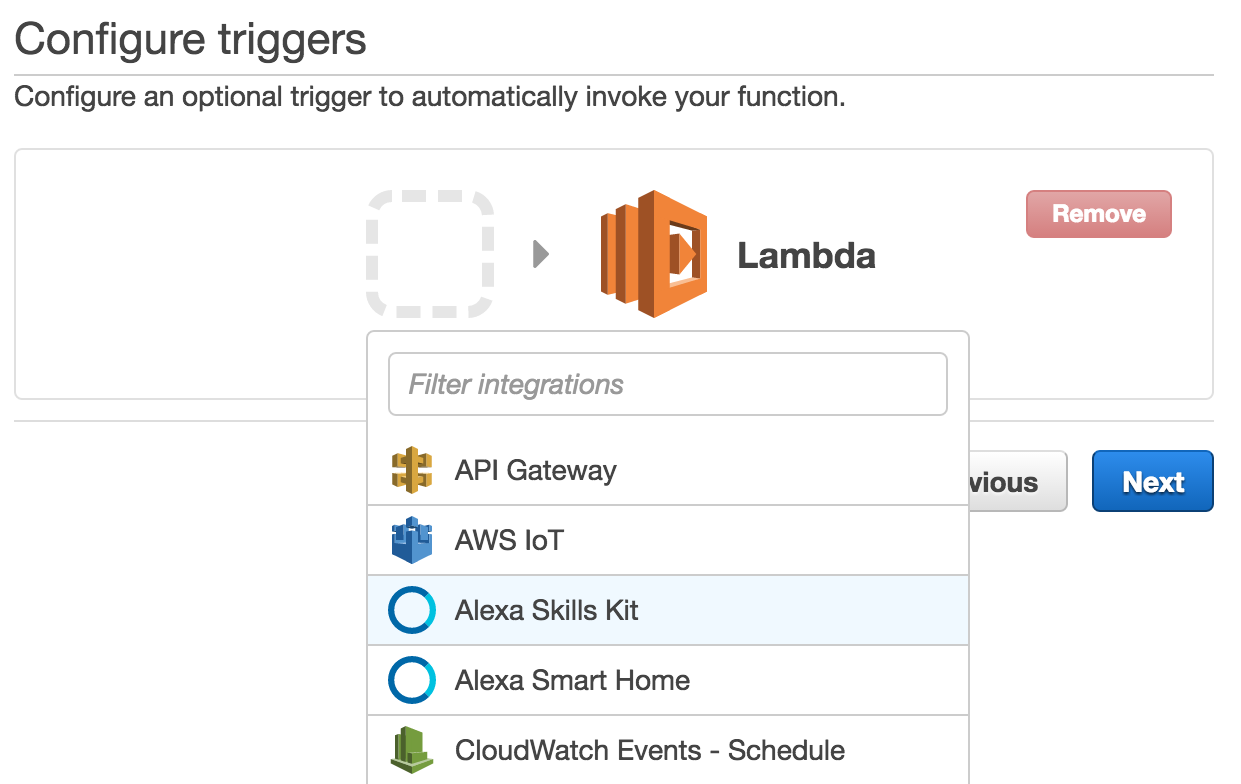 Configure triggers
Configure an optional trigger to automatically invoke your function.
Remove
Lambda
Filter integrations
API Gateway
vious
Next
AWS IoT
Alexa Skills Kit
Alexa Smart Home
CloudWatch Events - Schedule